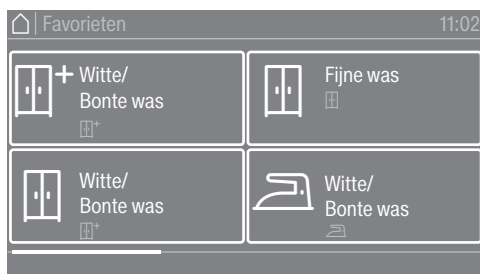 Favorieten
11:02
Witte/
Bonte was
Fijne was
Witte/
Bonte was
Witte/
Bonte was